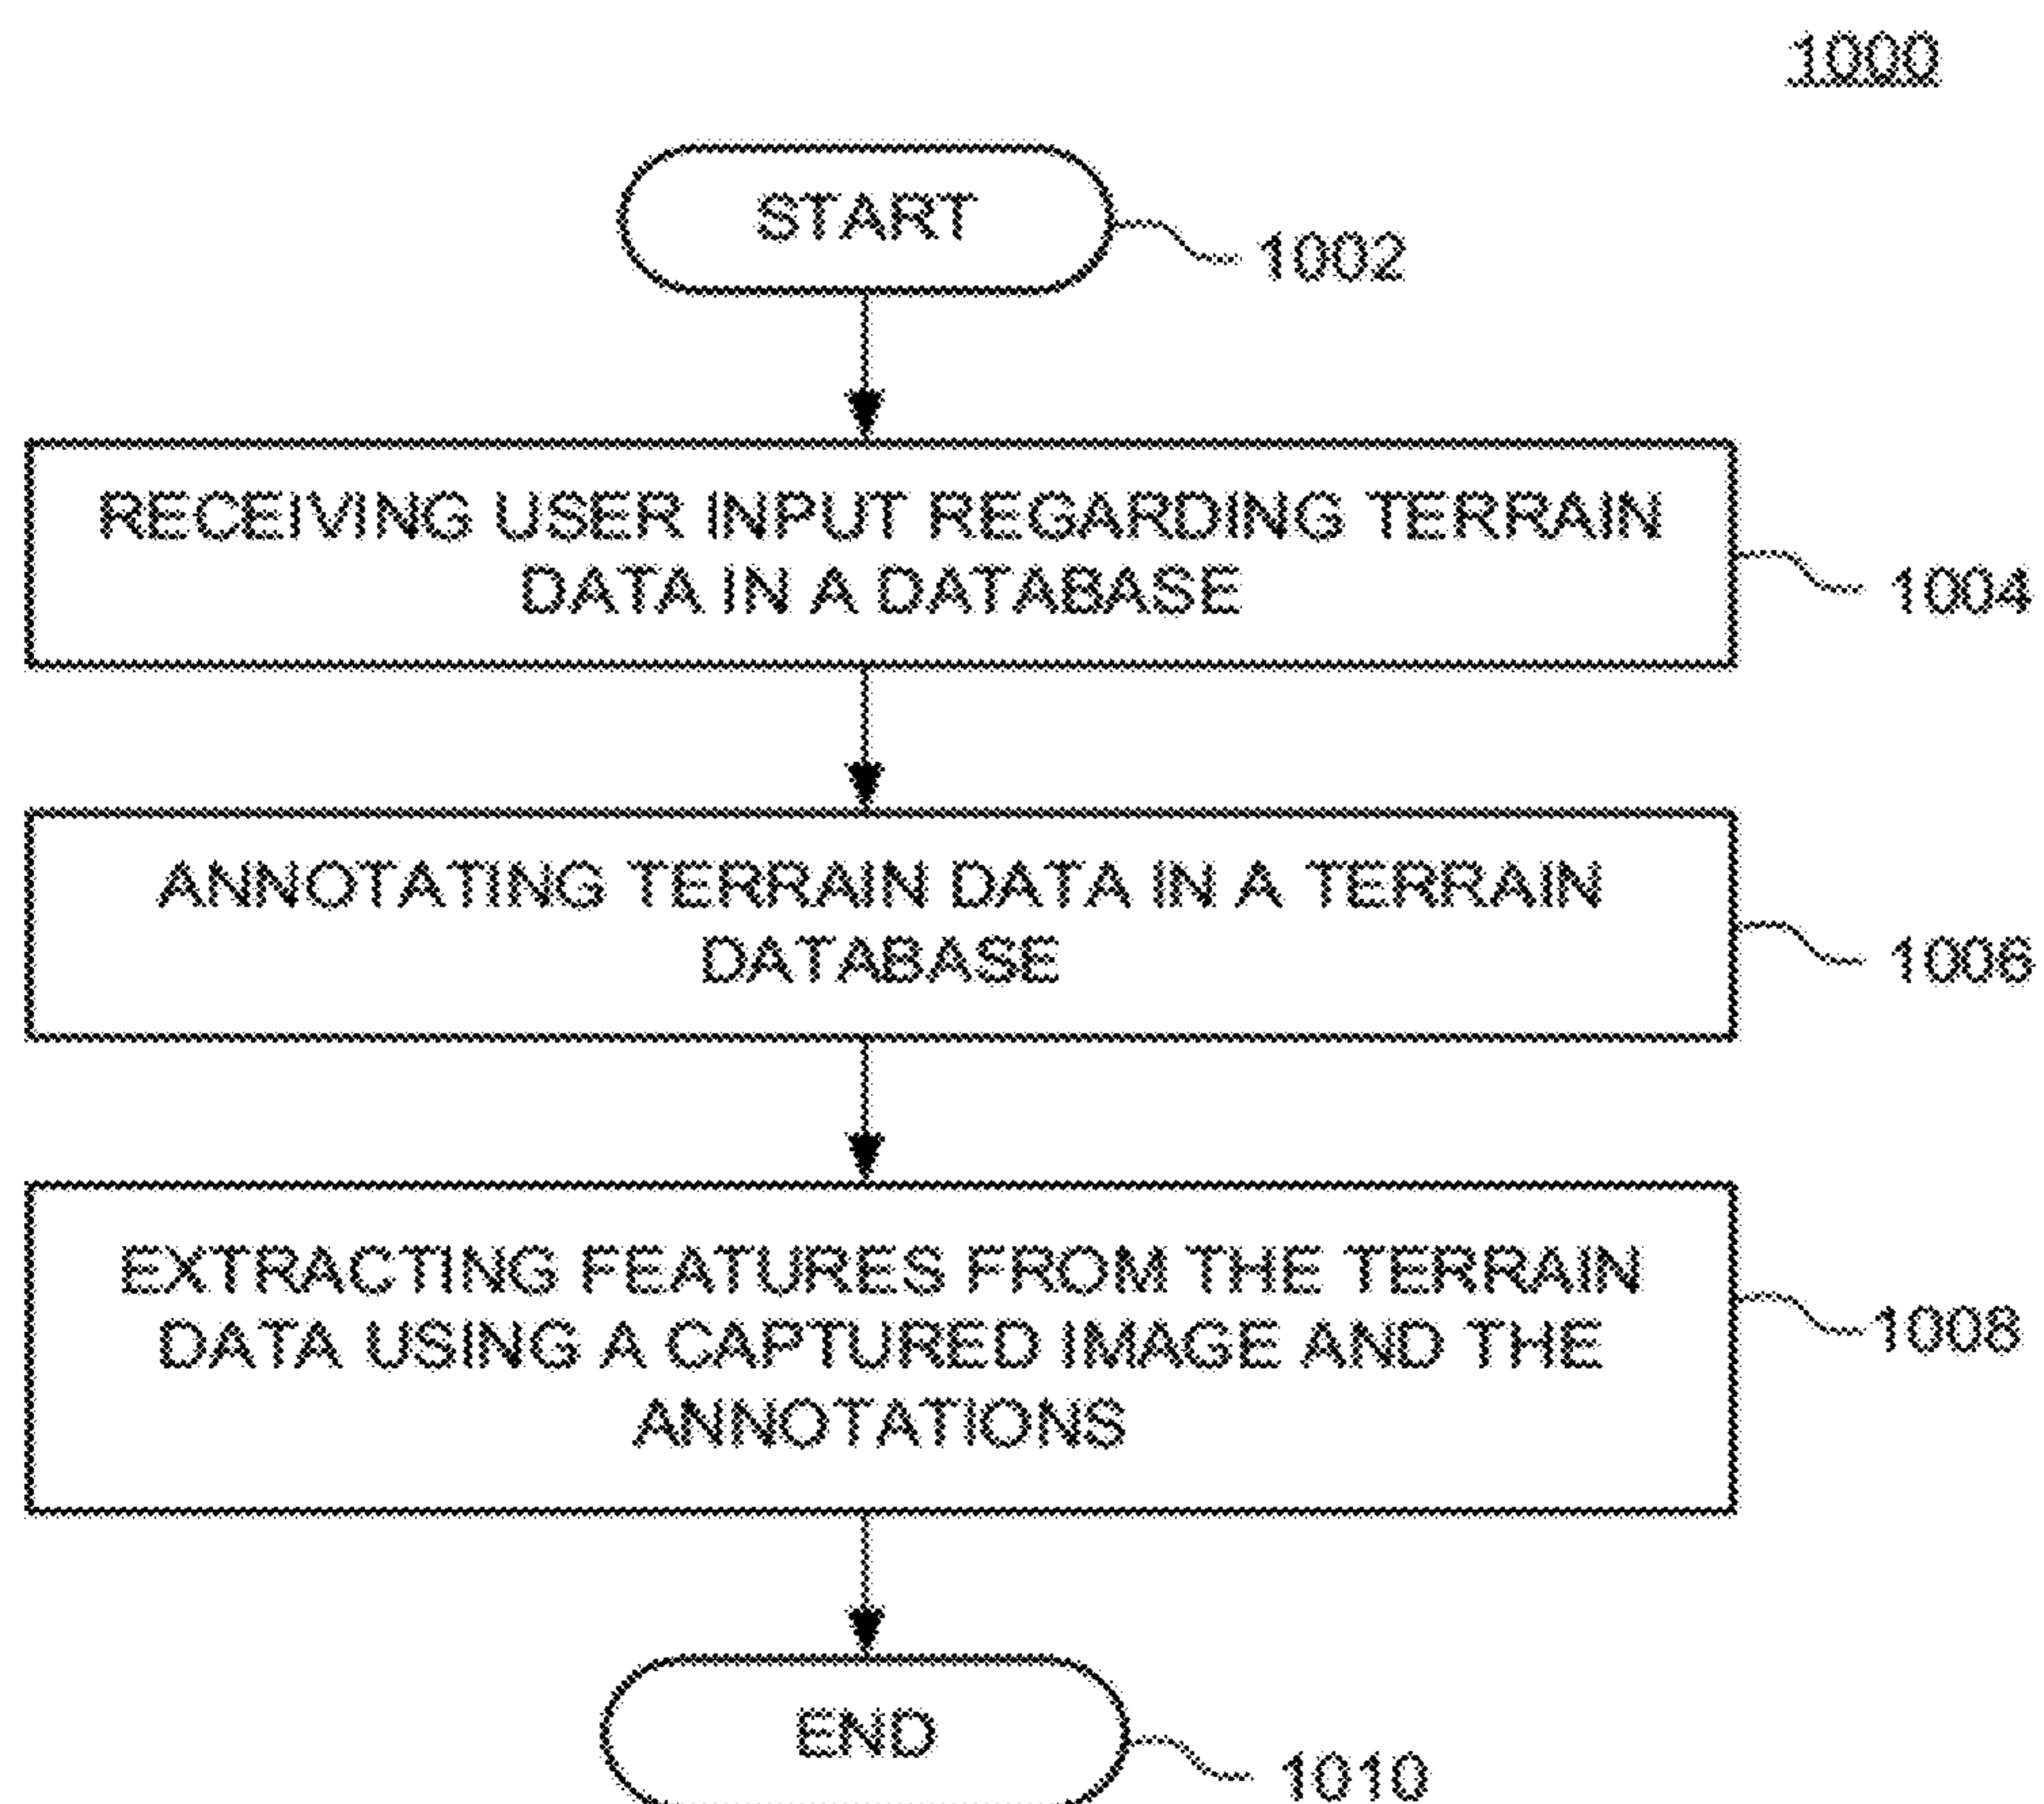 1000
START
1002
RECEIVING USER INPUT REGARDING TERRAIN
DATA IN A DATABASE
1004
ANNOTATING TERRAIN DATA IN A TERRAIN
DATABASE
1006
EXTRACTING FEATURES FROM THE TERRAIN
DATA USING A CAPTURED IMAGE AND THE
ANNOTATIONS
1008
END
1010